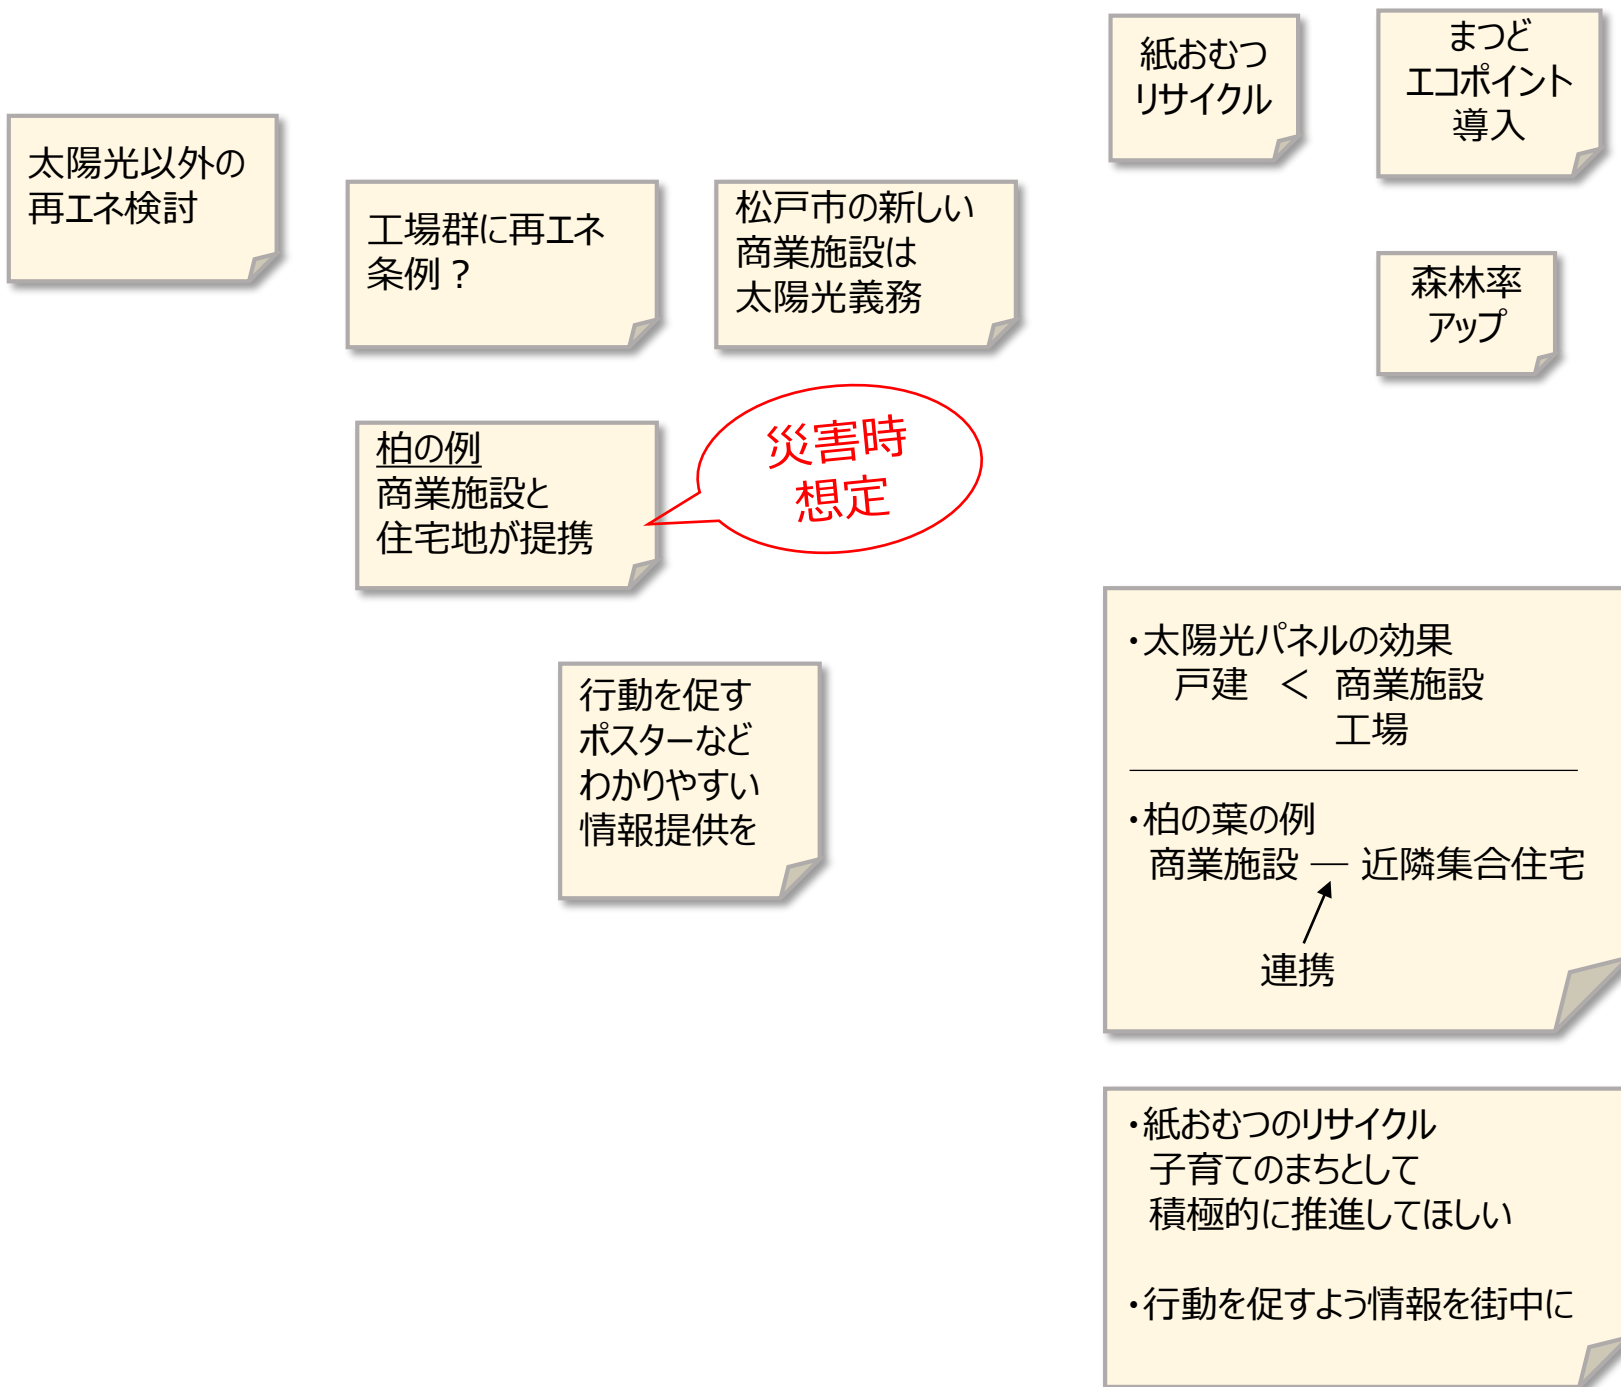 紙おむつ
リサイクル
まつど
エコポイント
導入
太陽光以外の
再エネ検討
工場群に再エネ
条例？
松戸市の新しい
商業施設は
太陽光義務
森林率
アップ
柏の例
商業施設と
住宅地が提携
災害時
想定
行動を促す
ポスターなど
わかりやすい
情報提供を
・太陽光パネルの効果
戸建 ＜ 商業施設
工場
・柏の葉の例
商業施設 ― 近隣集合住宅
連携
・紙おむつのリサイクル
子育てのまちとして
積極的に推進してほしい
・行動を促すよう情報を街中に